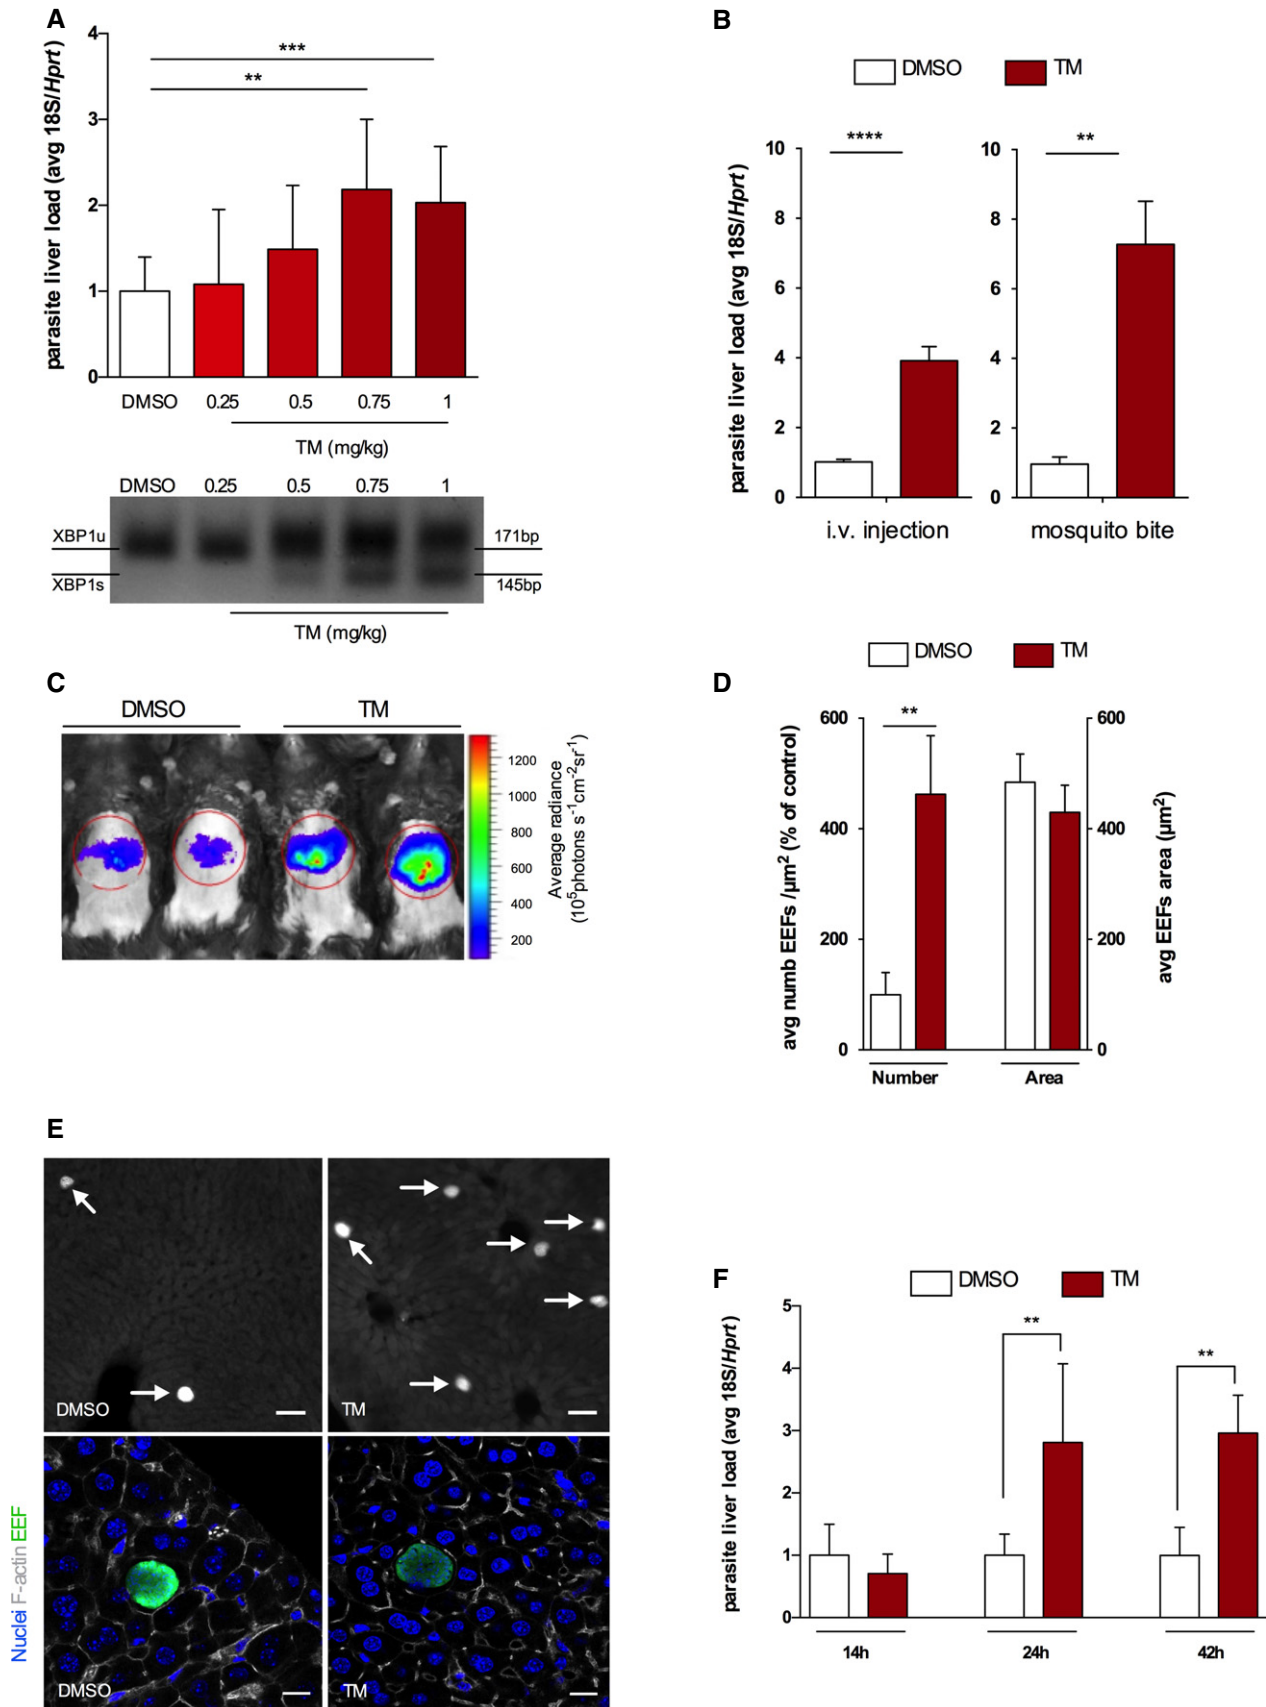 A
parasite liver load (avg 18S/Hprt)
4
3
2
1
0
***
**
DMSO 0.25 0.5 0.75 1
TM (mg/kg)
DMSO 0.25 0.5 0.75 1
XBP1u 171bp
XBP1s 145bp
TM (mg/kg)
B
DMSO TM
parasite liver load (avg 18S/Hprt)
10
8
6
4
2
0
****
i.v. injection
10
8
6
4
2
0
**
mosquito bite
C
DMSO TM
1200
1000
800
600
400
200
Average radiance
(10⁵photons s⁻¹cm⁻²sr⁻¹)
D
DMSO TM
avg numb EEFs /µm² (% of control)
600
400
200
0
**
600
400
200
0
avg EEFs area (µm²)
Number Area
E
DMSO TM
Nuclei F-actin EEF
DMSO TM
F
DMSO TM
parasite liver load (avg 18S/Hprt)
5
4
3
2
1
0
**
**
14h 24h 42h